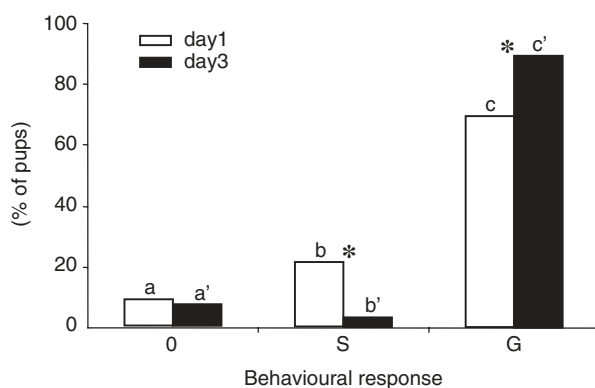 100
80
60
40
20
0
(% of pups)
day1
day3
a
a’
b
*
b’
c
*
c’
0
S
G
Behavioural response